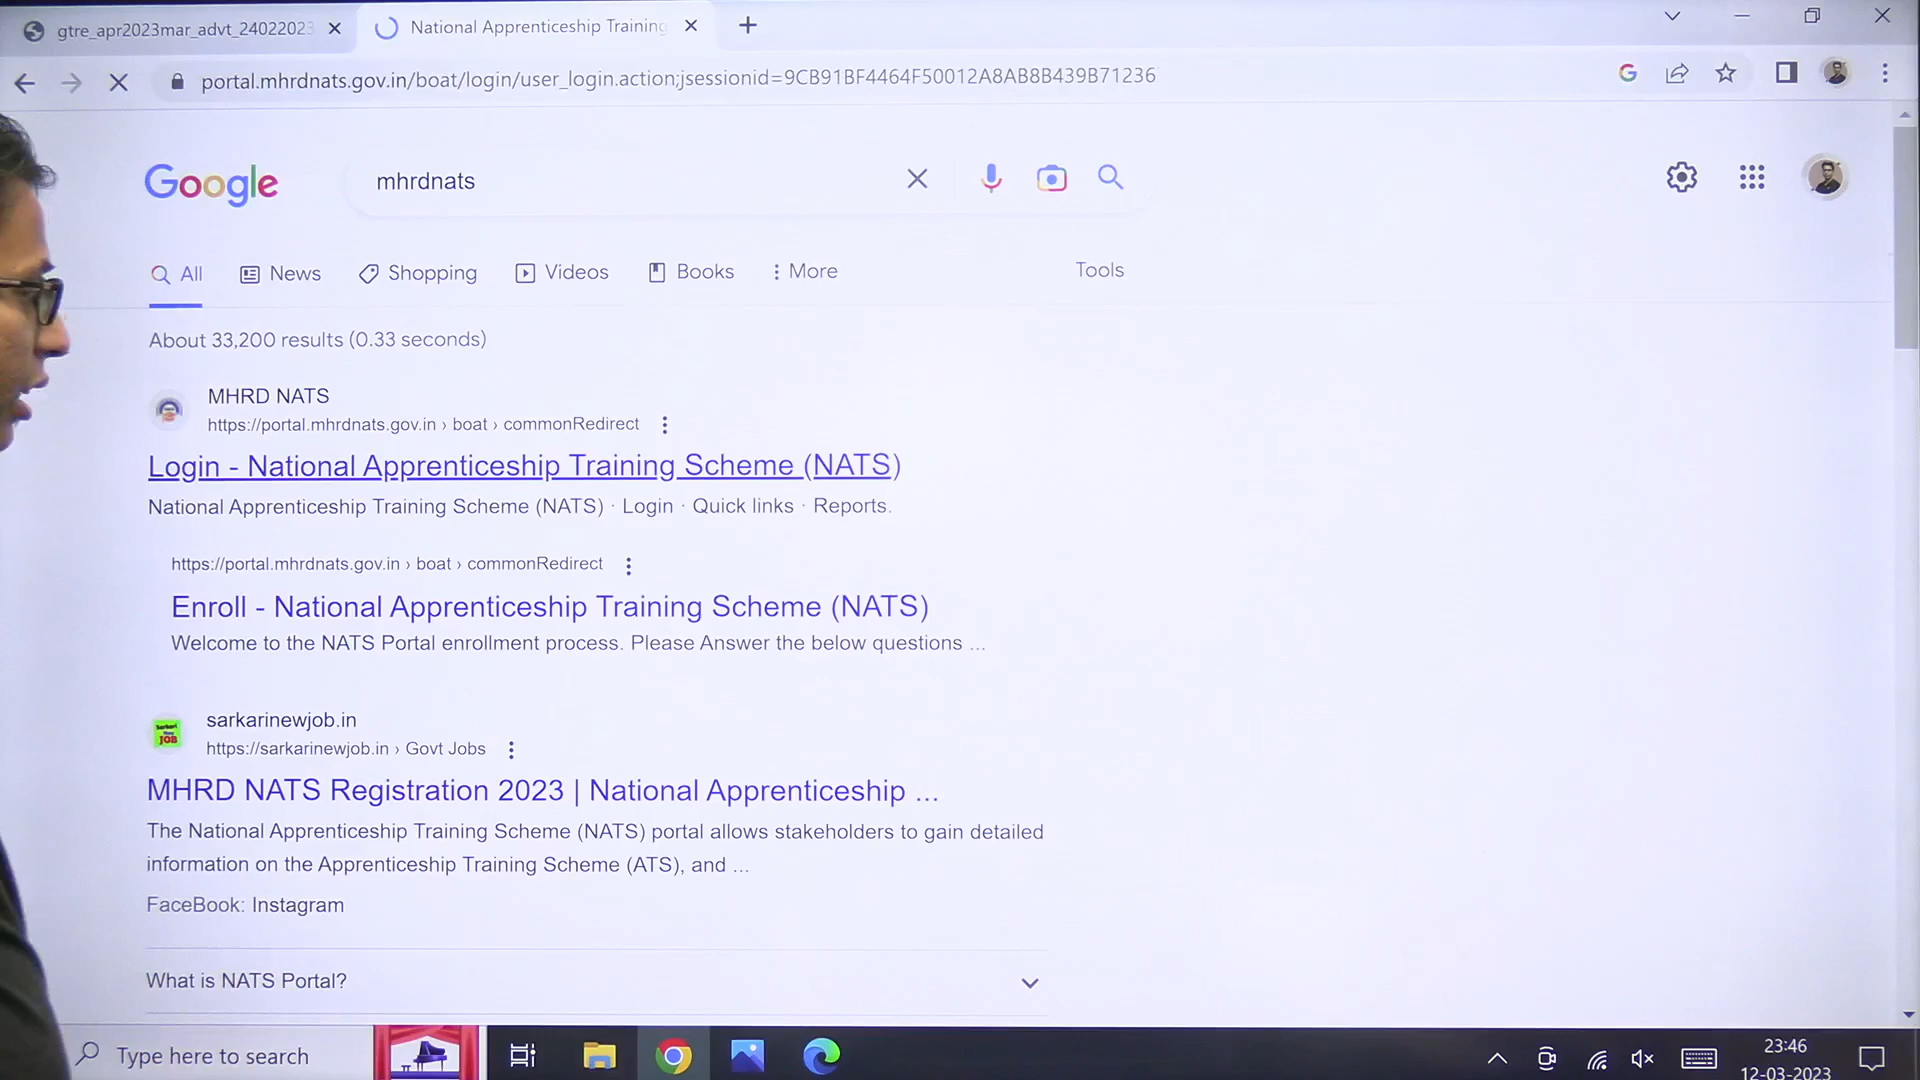 gtre_apr2023mar_advt_24022023
National Apprenticeship Training
portal.mhrdnats.gov.in/boat/login/user_login.action;jsessionid=9CB91BF4464F50012A8AB8B439B71236
Google
mhrdnats
All
News
Shopping
Videos
Books
More
Tools
About 33,200 results (0.33 seconds)
MHRD NATS
https://portal.mhrdnats.gov.in › boat › commonRedirect
Login - National Apprenticeship Training Scheme (NATS)
National Apprenticeship Training Scheme (NATS) · Login · Quick links · Reports.
https://portal.mhrdnats.gov.in › boat › commonRedirect
Enroll - National Apprenticeship Training Scheme (NATS)
Welcome to the NATS Portal enrollment process. Please Answer the below questions ...
sarkarinewjob.in
https://sarkarinewjob.in › Govt Jobs
MHRD NATS Registration 2023 | National Apprenticeship ...
The National Apprenticeship Training Scheme (NATS) portal allows stakeholders to gain detailed
information on the Apprenticeship Training Scheme (ATS), and ...
FaceBook: Instagram
What is NATS Portal?
Type here to search
23:46
12-03-2023